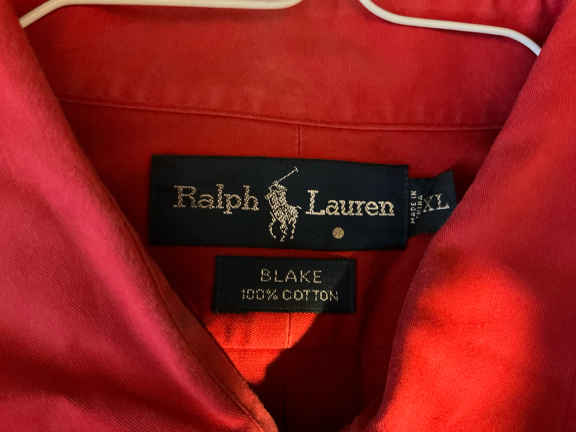 Ralph Lauren
MADE IN
XL
BLAKE
100% COTTON